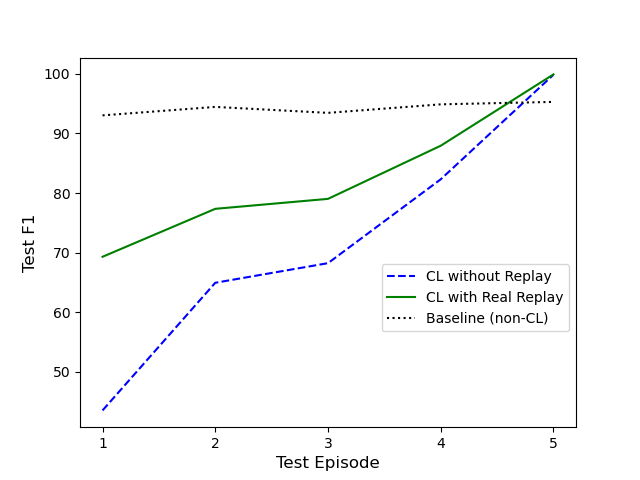 100
90
80
70
60
50
Test F1
CL without Replay
CL with Real Replay
Baseline (non-CL)
1 2 3 4 5
Test Episode